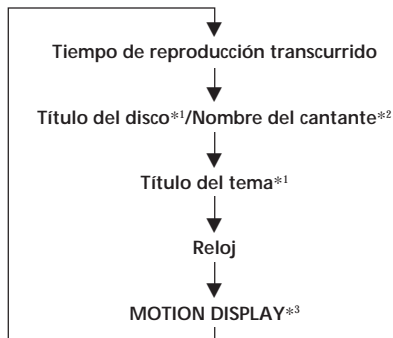 Tiempo de reproducción transcurrido
Título del disco*1/Nombre del cantante*2
Título del tema*1
Reloj
MOTION DISPLAY*3